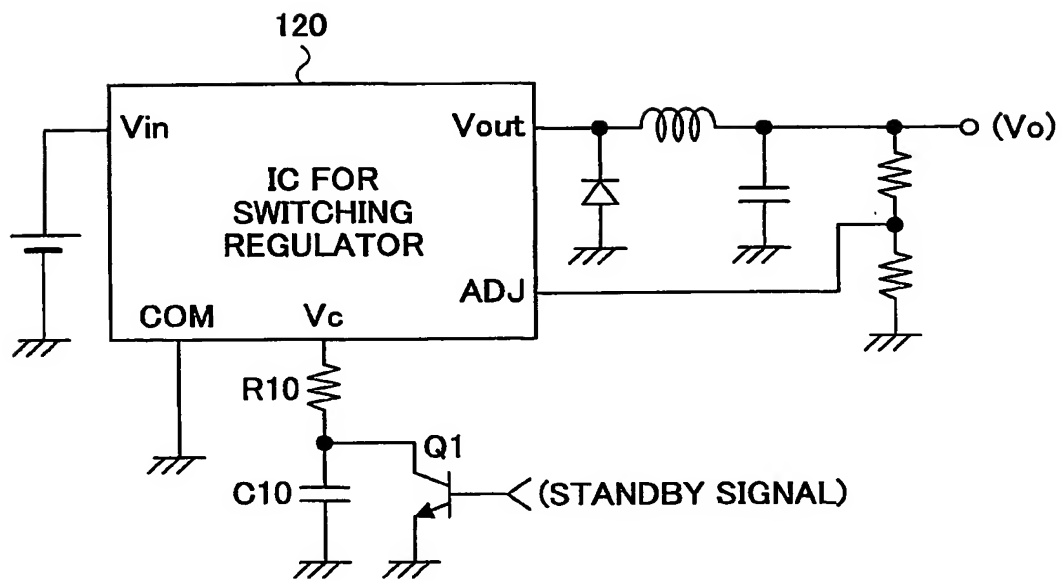 120
Vin
Vout
(Vo)
IC FOR
SWITCHING
REGULATOR
ADJ
COM
Vc
R10
Q1
C10
(STANDBY SIGNAL)